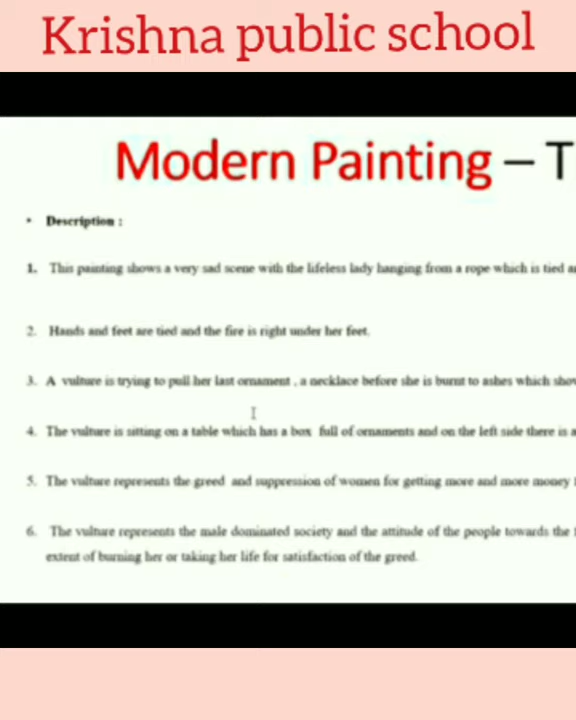 Krishna public school
Modern Painting – T
• Description :
1. This painting shows a very sad scene with the lifeless lady hanging from a rope which is tied
2. Hands and feet are tied and the fire is right under her feet.
3. A vulture is trying to pull her last ornament , a necklace before she is burnt to ashes which
4. The vulture is sitting on a table which has a box full of ornaments and on the left side there is
5. The vulture represents the greed and suppression of women for getting more and more money
6. The vulture represents the male dominated society and the attitude of the people towards the
extent of burning her or taking her life for satisfaction of the greed.